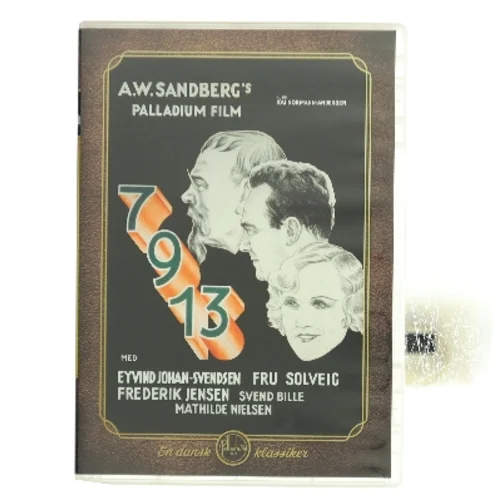 A.W. SANDBERG's
PALLADIUM FILM
7
9
13
MED
EYVIND JOHAN-SVENDSEN FRU SOLVEIG
FREDERIK JENSEN SVEND BILLE
MATHILDE NIELSEN
En dansk klassiker